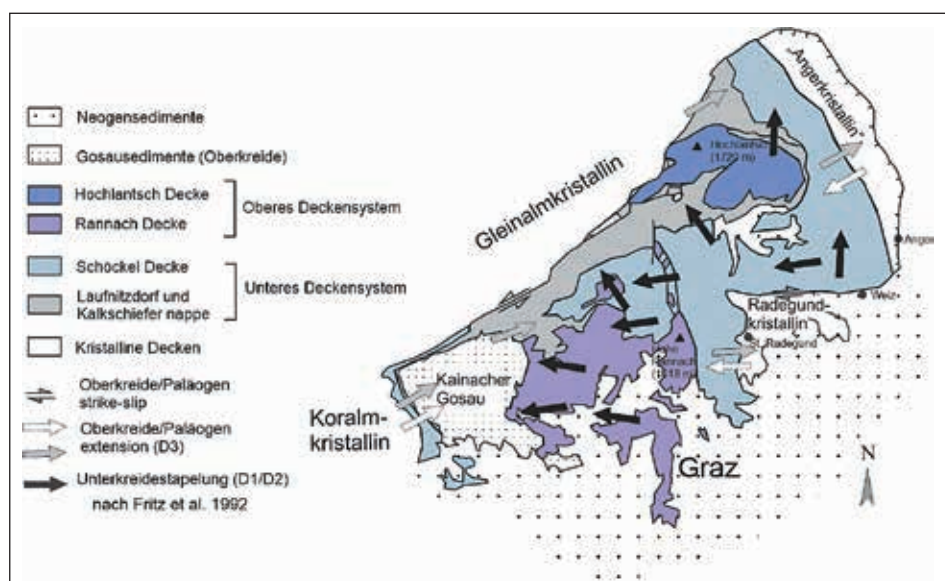 Neogensedimente
Gosausedimente (Oberkreide)
Hochlantsch Decke
Rannach Decke
Oberes Deckensystem
Schöckel Decke
Laufnitzdorf und
Kalkschiefer nappe
Unteres Deckensystem
Kristalline Decken
Oberkreide/Paläogen
strike-slip
Oberkreide/Paläogen
extension (D3)
Unterkreidestapelung (D1/D2)
nach Fritz et al. 1992
Gleinalmkristallin
„Angerkristallin“
Hochlantsch
(1720 m)
Anger
Weiz
Radegund-
kristallin
St. Radegund
Kainacher
Gosau
Koralm-
kristallin
Graz
N